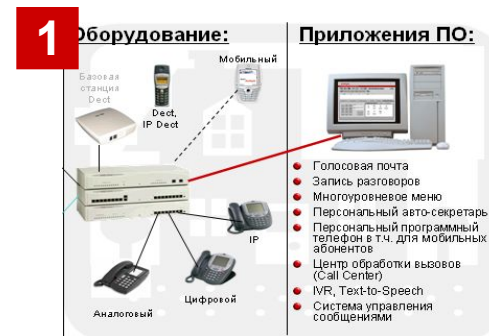 1
Оборудование:
Приложения ПО:
Мобильный
Базовая
станция
Dect
Dect,
IP Dect
IP
Цифровой
Аналоговый
Голосовая почта
Запись разговоров
Многоуровневое меню
Персональный авто-секретарь
Персональный программный
телефон в т.ч. для мобильных
абонентов
Центр обработки вызовов
(Call Center)
IVR, Text-to-Speech
Система управления
сообщениями